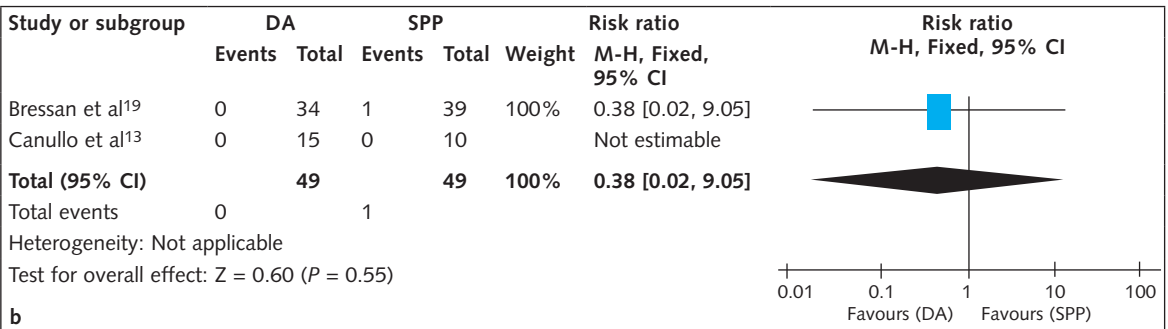 Study or subgroup DA SPP Risk ratio Risk ratio
Events Total Events Total Weight M-H, Fixed, 95% CI M-H, Fixed, 95% CI
Bressan et al19 0 34 1 39 100% 0.38 [0.02, 9.05]
Canullo et al13 0 15 0 10 Not estimable
Total (95% CI) 49 49 100% 0.38 [0.02, 9.05]
Total events 0 1
Heterogeneity: Not applicable
Test for overall effect: Z = 0.60 (P = 0.55)
0.01 0.1 1 10 100
Favours (DA) Favours (SPP)
b